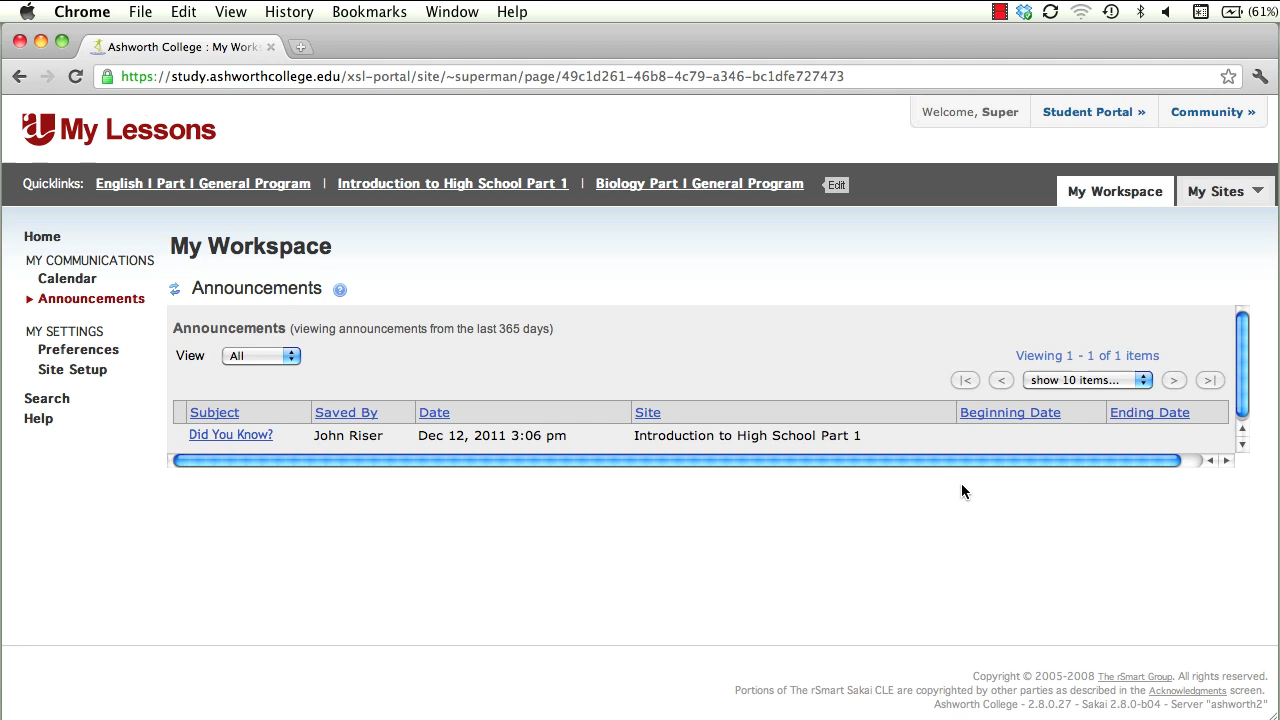 Chrome File Edit View History Bookmarks Window Help (61%)
Ashworth College : My Works
https://study.ashworthcollege.edu/xsl-portal/site/~superman/page/49c1d261-46b8-4c79-a346-bc1dfe727473
My Lessons
Welcome, Super Student Portal » Community »
Quicklinks: English I Part I General Program | Introduction to High School Part 1 | Biology Part I General Program Edit
My Workspace My Sites
Home
MY COMMUNICATIONS
Calendar
Announcements
MY SETTINGS
Preferences
Site Setup
Search
Help
My Workspace
Announcements ?
Announcements (viewing announcements from the last 365 days)
View All
Viewing 1 - 1 of 1 items
|< < show 10 items... > >|
Subject Saved By Date Site Beginning Date Ending Date
Did You Know? John Riser Dec 12, 2011 3:06 pm Introduction to High School Part 1
Copyright © 2005-2008 The rSmart Group. All rights reserved.
Portions of The rSmart Sakai CLE are copyrighted by other parties as described in the Acknowledgments screen.
Ashworth College - 2.8.0.27 - Sakai 2.8.0-b04 - Server "ashworth2"